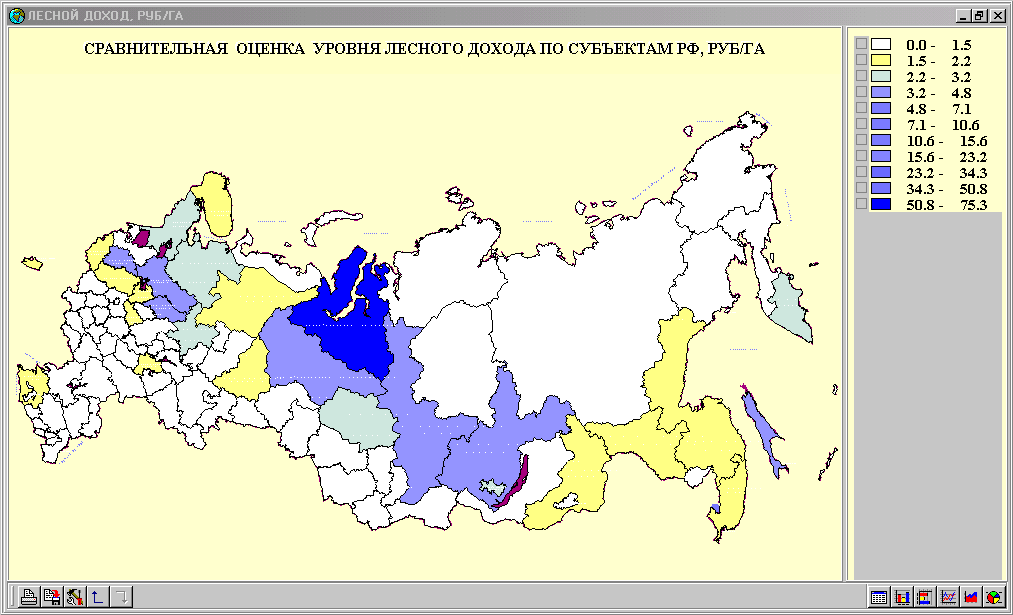 ЛЕСНОЙ ДОХОД, РУБ/ГА
СРАВНИТЕЛЬНАЯ ОЦЕНКА УРОВНЯ ЛЕСНОГО ДОХОДА ПО СУБЪЕКТАМ РФ, РУБ/ГА
0.0 - 1.5
1.5 - 2.2
2.2 - 3.2
3.2 - 4.8
4.8 - 7.1
7.1 - 10.6
10.6 - 15.6
15.6 - 23.2
23.2 - 34.3
34.3 - 50.8
50.8 - 75.3